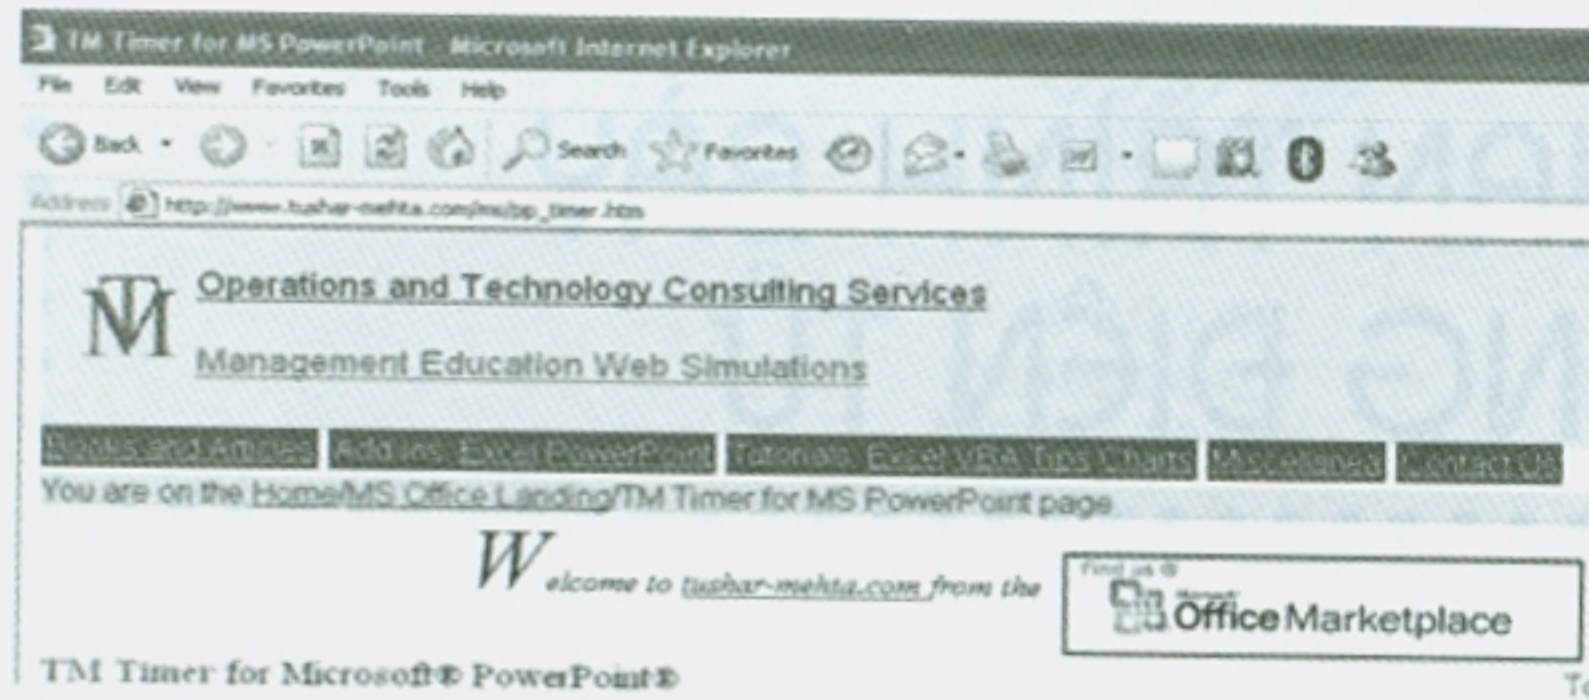 TM Timer for MS PowerPoint - Microsoft Internet Explorer
File Edit View Favorites Tools Help
Back Search Favorites
Address http://www.tushar-mehta.com/ms/pp_timer.htm
TM
Operations and Technology Consulting Services
Management Education Web Simulations
Books and Articles Add-Ins: Excel PowerPoint Tutorials: Excel VBA Tips Charts Miscellaneous Contact Us
You are on the Home/MS Office Landing/TM Timer for MS PowerPoint page
Welcome to tushar-mehta.com from the
Find us @
Microsoft
Office Marketplace
TM Timer for Microsoft® PowerPoint®